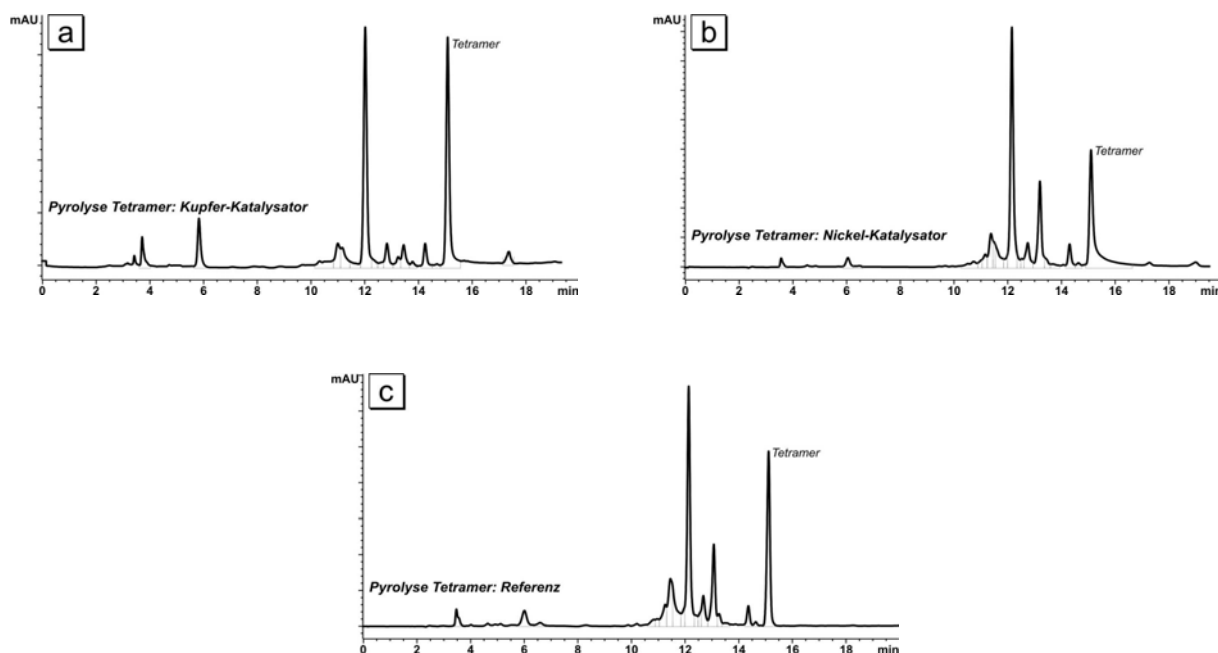 mAU
a
Tetramer
Pyrolyse Tetramer: Kupfer-Katalysator
0 2 4 6 8 10 12 14 16 18 min
mAU
b
Tetramer
Pyrolyse Tetramer: Nickel-Katalysator
0 2 4 6 8 10 12 14 16 18 min
mAU
c
Tetramer
Pyrolyse Tetramer: Referenz
0 2 4 6 8 10 12 14 16 18 min